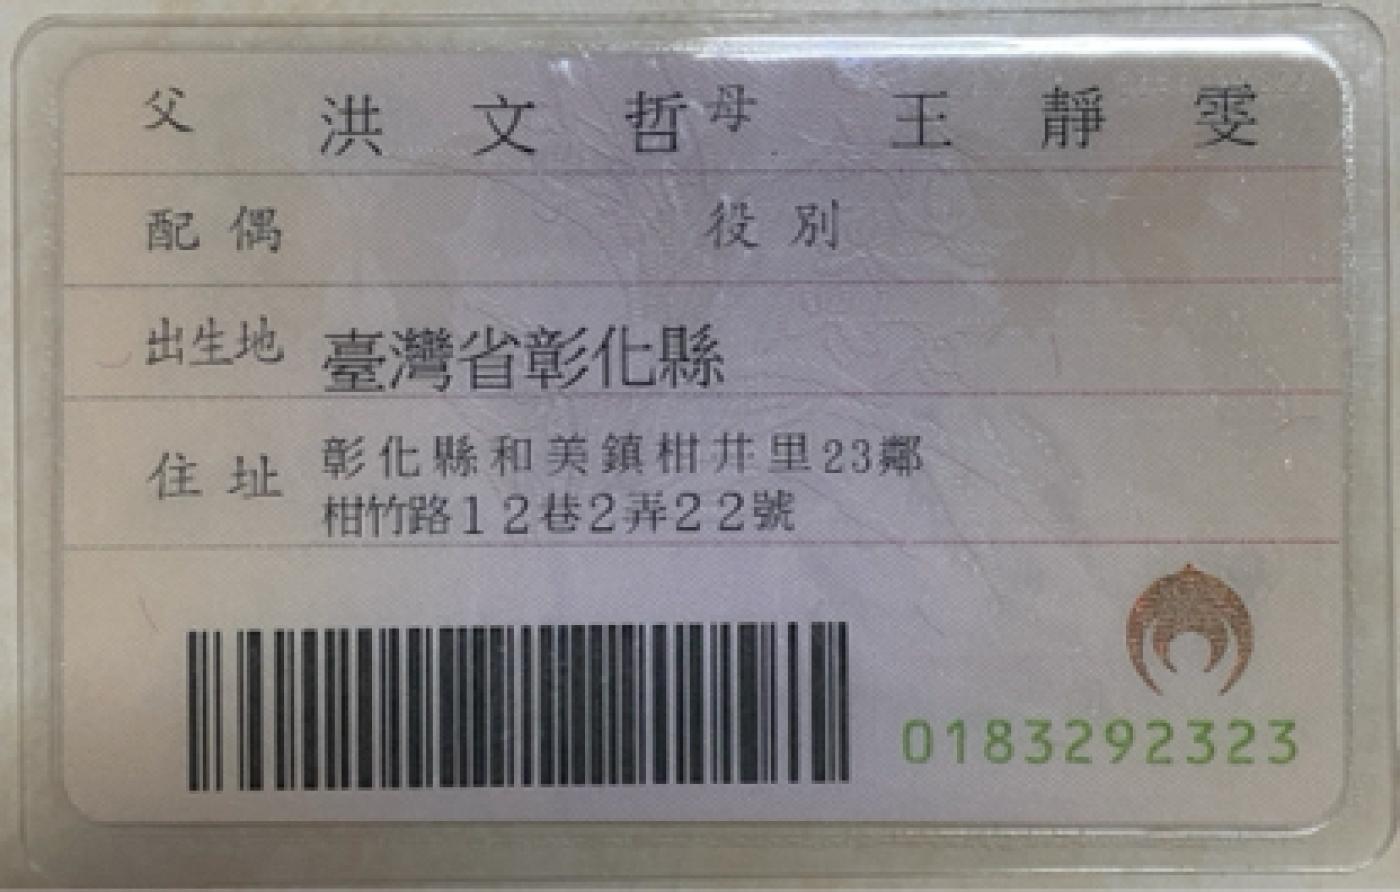 父 洪文哲 母 王靜雯
配偶 役別
出生地 臺灣省彰化縣
住址 彰化縣和美鎮柑井里23鄰
柑竹路12巷2弄22號
0183292323